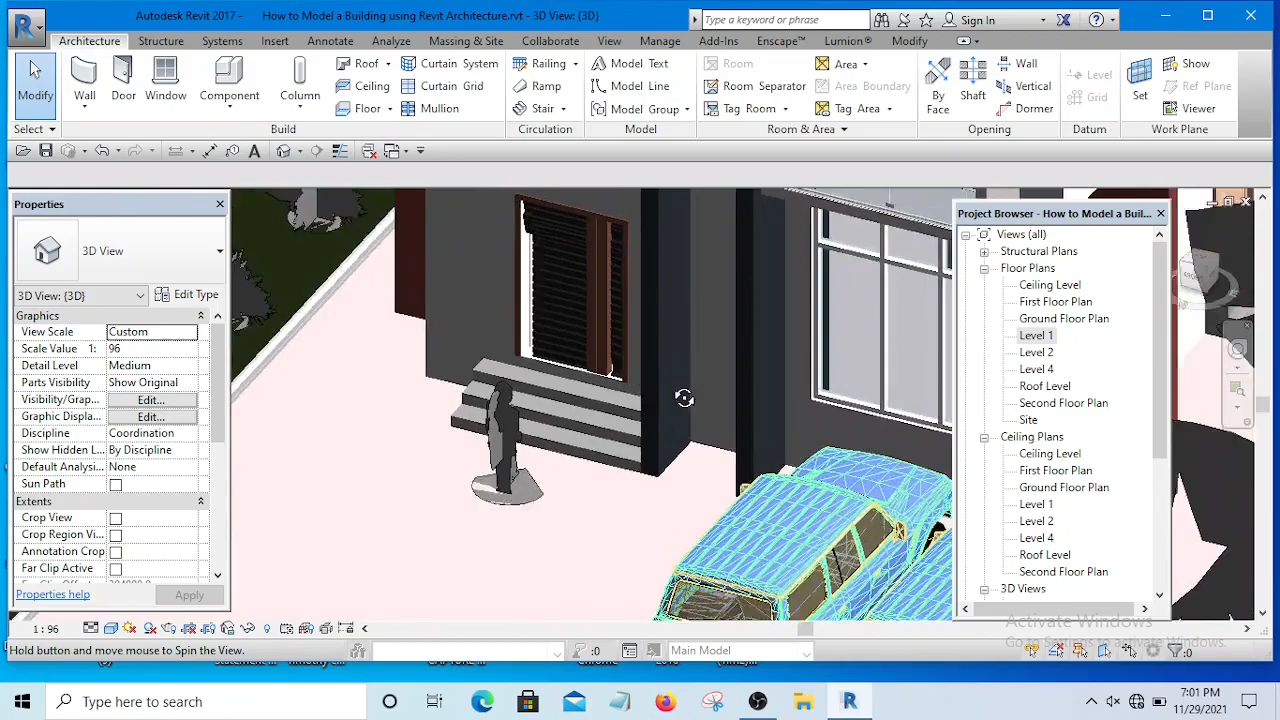 Autodesk Revit 2017 - How to Model a Building using Revit Architecture.rvt - 3D View: {3D}
Type a keyword or phrase
Sign In
Architecture Structure Systems Insert Annotate Analyze Massing & Site Collaborate View Manage Add-Ins Enscape™ Lumion® Modify
Modify
Wall
Door
Window
Component
Column
Roof
Ceiling
Floor
Curtain System
Curtain Grid
Mullion
Railing
Ramp
Stair
Model Text
Model Line
Model Group
Room
Room Separator
Tag Room
Area
Area Boundary
Tag Area
By Face
Shaft
Wall
Vertical
Dormer
Level
Grid
Set
Show
Ref Plane
Viewer
Select
Build
Circulation
Model
Room & Area
Opening
Datum
Work Plane
Properties
3D View
3D View: {3D}
Edit Type
Graphics
View Scale Custom
Scale Value 1: 96
Detail Level Medium
Parts Visibility Show Original
Visibility/Grap... Edit...
Graphic Displa... Edit...
Discipline Coordination
Show Hidden L... By Discipline
Default Analysi... None
Sun Path
Extents
Crop View
Crop Region Vi...
Annotation Crop
Far Clip Active
Properties help
Apply
Project Browser - How to Model a Buil...
Views (all)
Structural Plans
Floor Plans
Ceiling Level
First Floor Plan
Ground Floor Plan
Level 1
Level 2
Level 4
Roof Level
Second Floor Plan
Site
Ceiling Plans
Ceiling Level
First Floor Plan
Ground Floor Plan
Level 1
Level 2
Level 4
Roof Level
Second Floor Plan
3D Views
Activate Windows
Go to Settings to activate Windows.
1 : 96
Hold button and move mouse to Spin the View.
:0
Main Model
:0
Type here to search
7:01 PM
11/29/2021